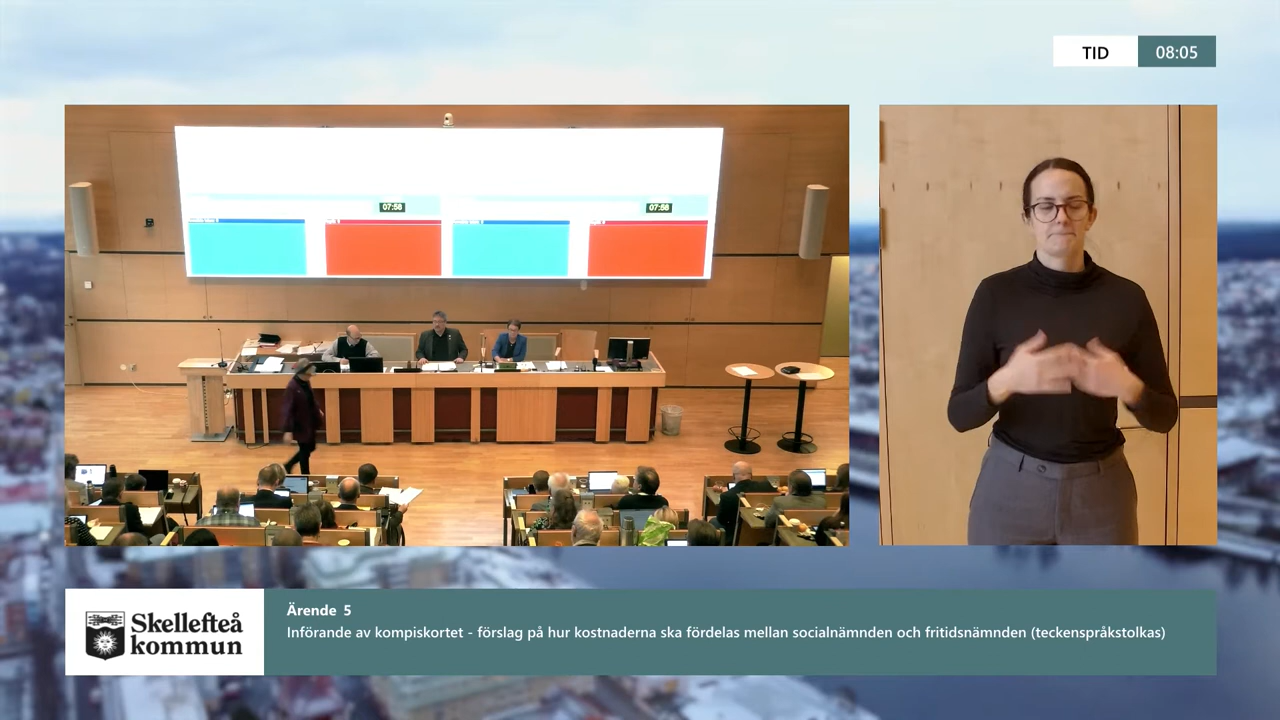 TID 08:05
07:58 07:58
Skellefteå
kommun
Ärende 5
Införande av kompiskortet - förslag på hur kostnaderna ska fördelas mellan socialnämnden och fritidsnämnden (teckenspråkstolkas)